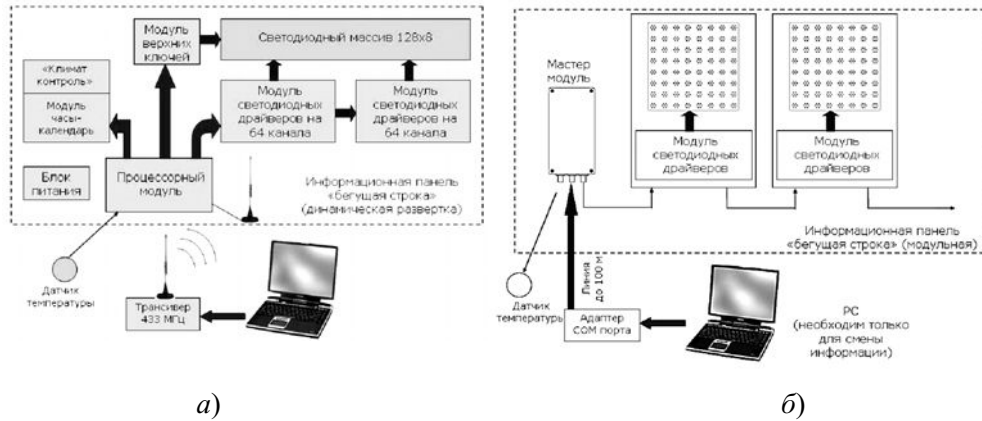 Модуль
верхних
ключей
Светодиодный массив 128x8
«Климат
контроль»
Модуль
часы-
календарь
Модуль
светодиодных
драйверов на
64 канала
Модуль
светодиодных
драйверов на
64 канала
Блок
питания
Процессорный
модуль
Информационная панель
«бегущая строка»
(динамическая развертка)
Датчик
температуры
Трансивер
433 МГц
а)
Мастер
модуль
Модуль
светодиодных
драйверов
Модуль
светодиодных
драйверов
Информационная панель
«бегущая строка» (модульная)
Линия
до 100 м
Датчик
температуры
Адаптер
COM порта
PC
(необходим только
для смены
информации)
б)